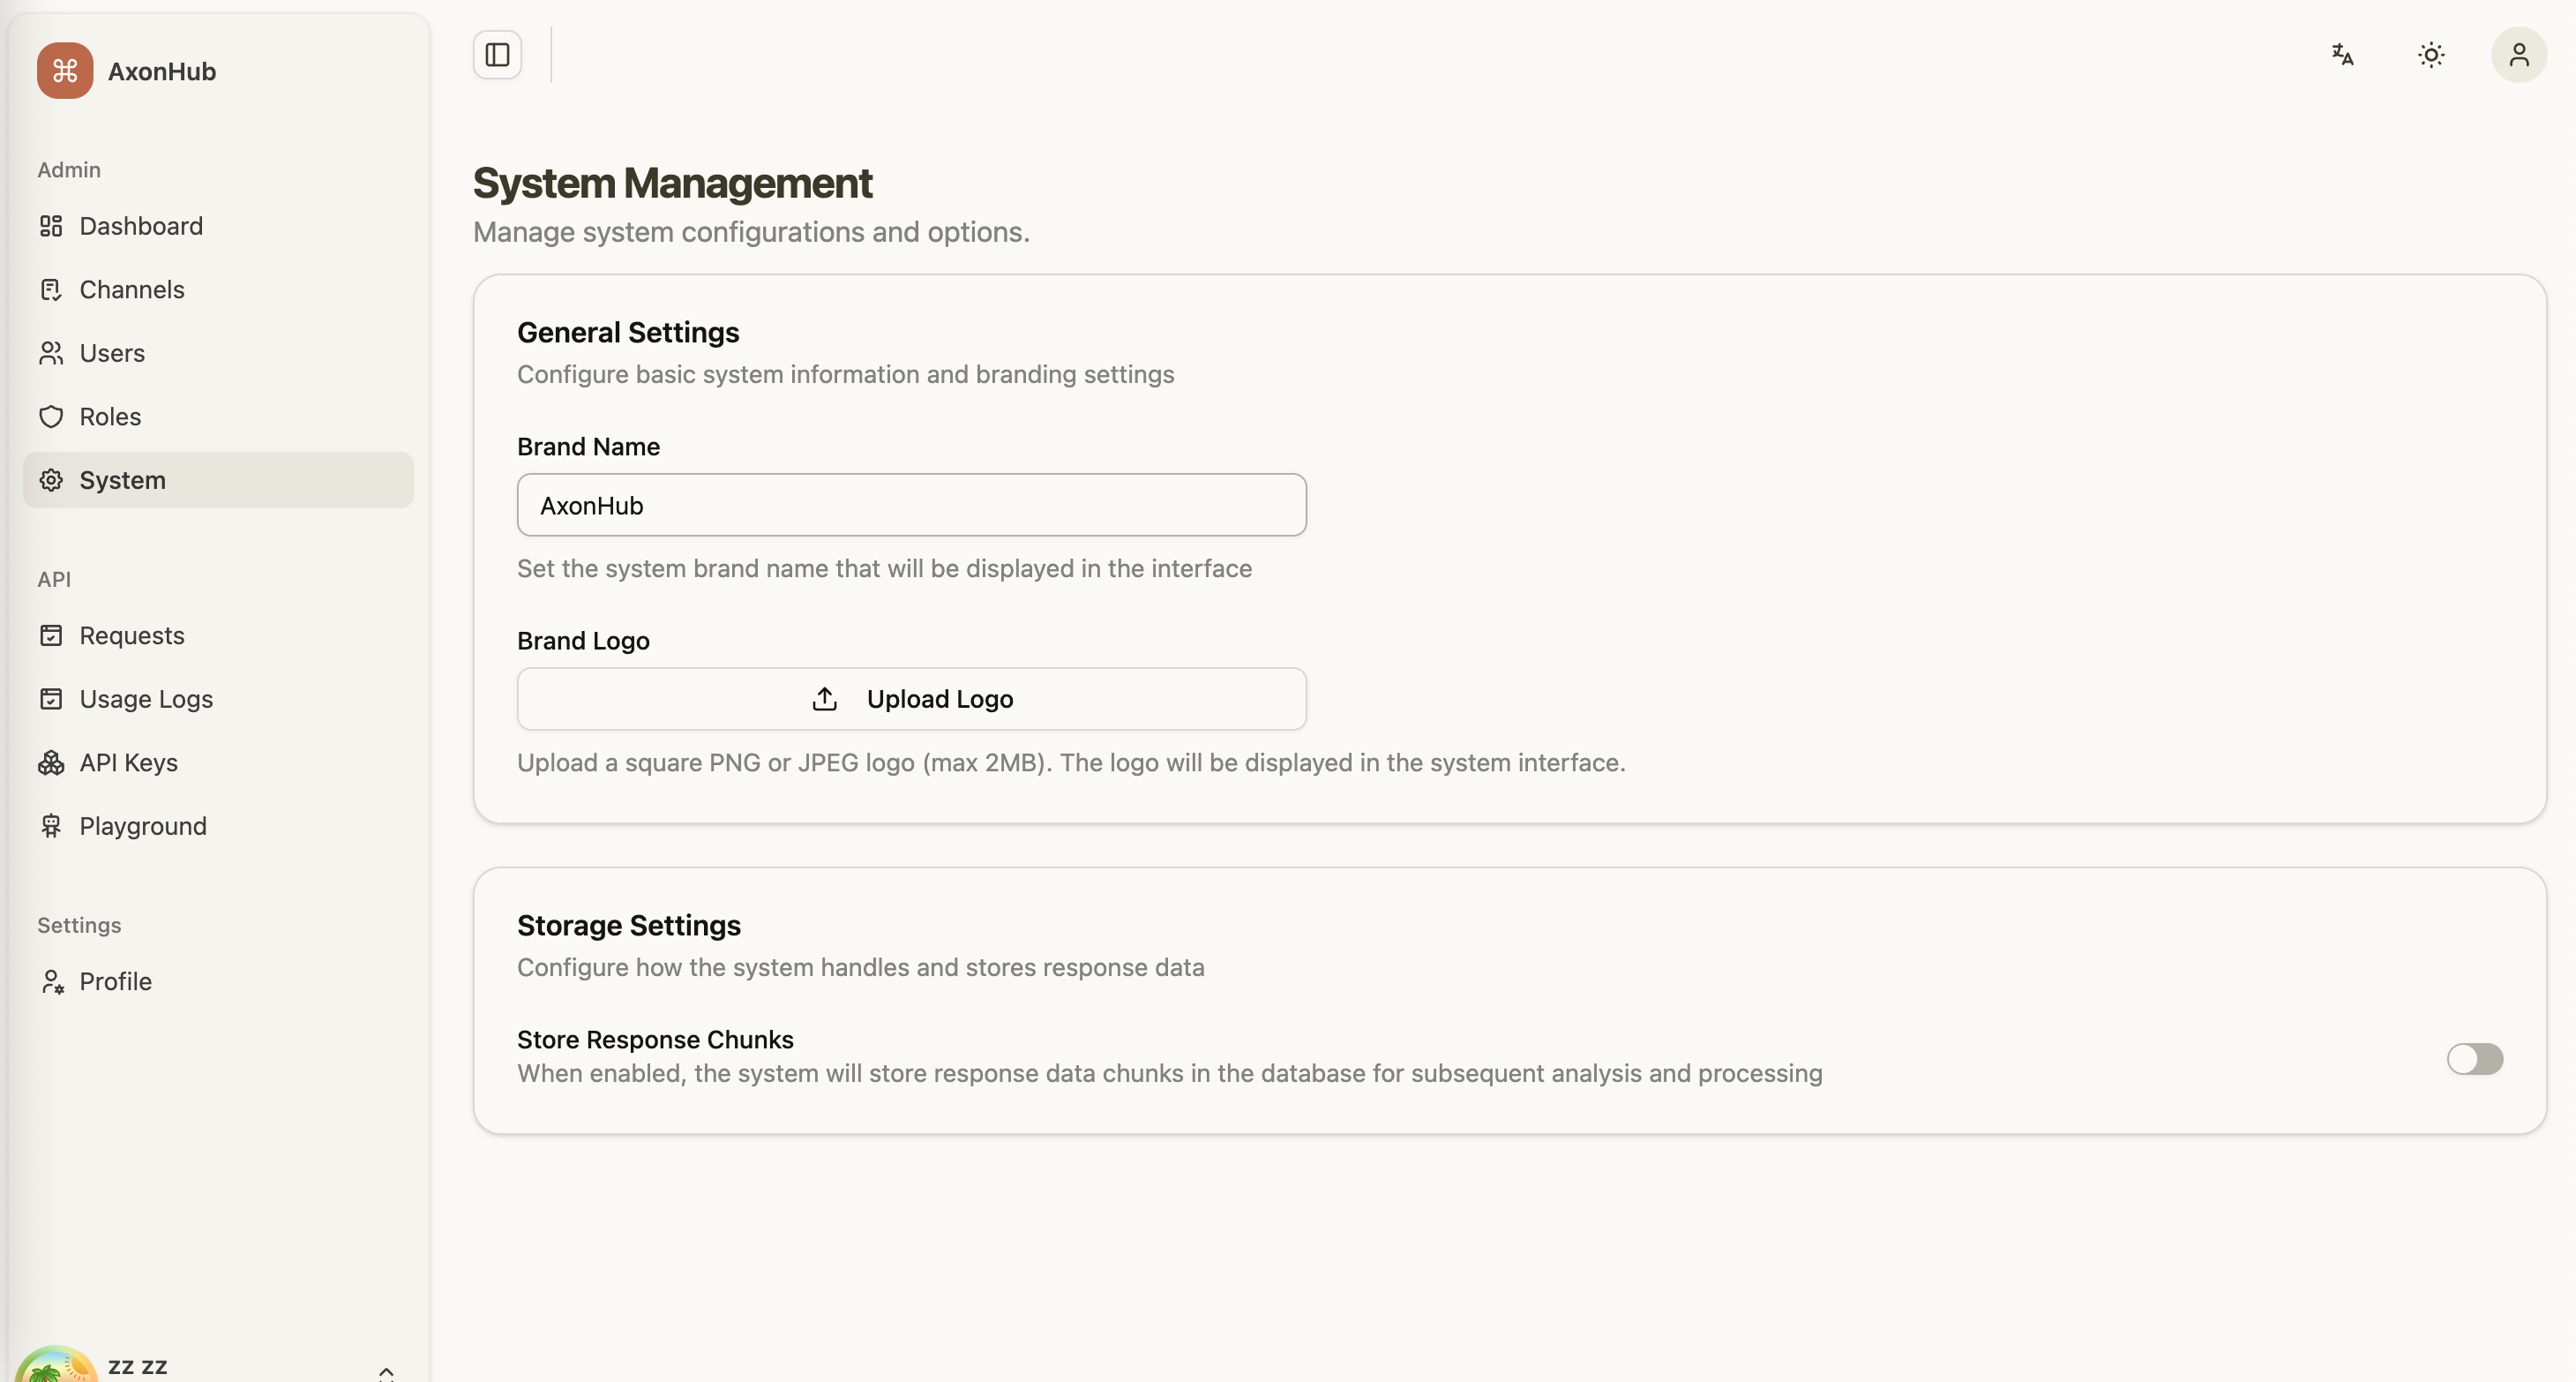 AxonHub
Admin
Dashboard
Channels
Users
Roles
System
API
Requests
Usage Logs
API Keys
Playground
Settings
Profile
zz zz
System Management
Manage system configurations and options.
General Settings
Configure basic system information and branding settings
Brand Name
AxonHub
Set the system brand name that will be displayed in the interface
Brand Logo
Upload Logo
Upload a square PNG or JPEG logo (max 2MB). The logo will be displayed in the system interface.
Storage Settings
Configure how the system handles and stores response data
Store Response Chunks
When enabled, the system will store response data chunks in the database for subsequent analysis and processing